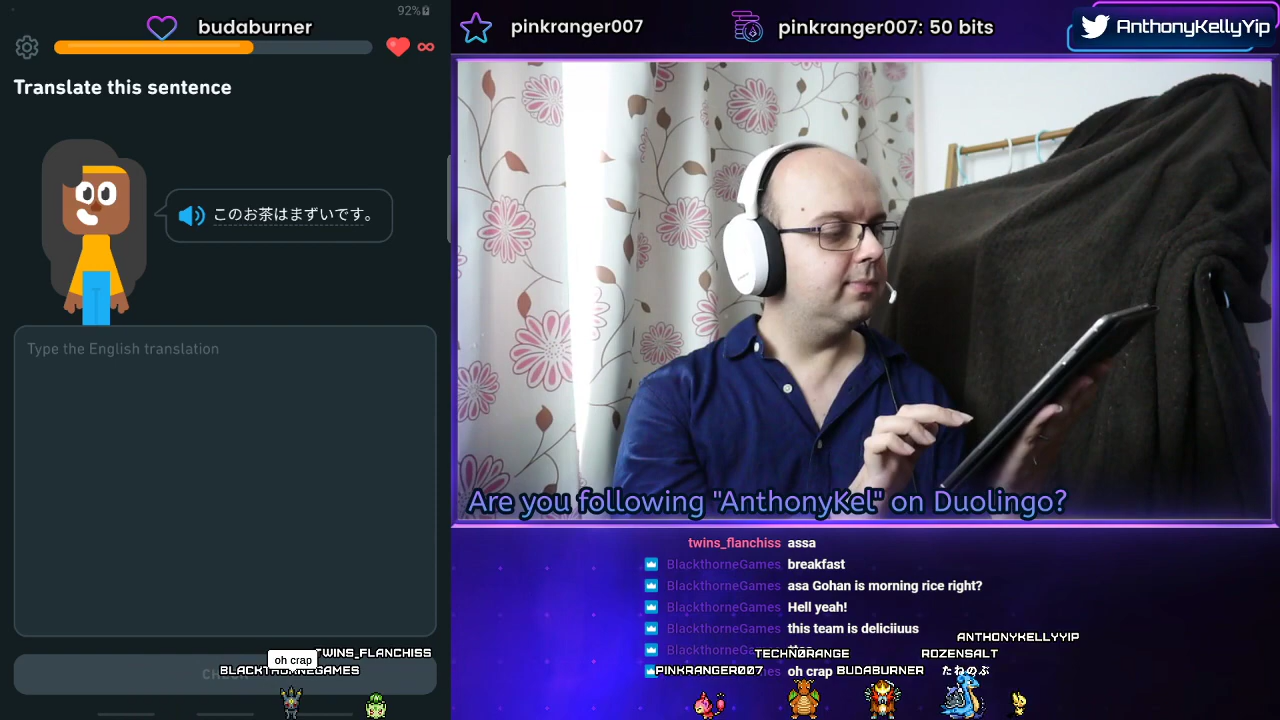 budaburner
92%
∞
Translate this sentence
このお茶はまずいです。
Type the English translation
oh crap
TWINS_FLANCHISS
BLACKTHORNEGAMES
pinkranger007
pinkranger007: 50 bits
AnthonyKellyYip
Are you following "AnthonyKel" on Duolingo?
twins_flanchiss assa
BlackthorneGames breakfast
BlackthorneGames asa Gohan is morning rice right?
BlackthorneGames Hell yeah!
BlackthorneGames this team is deliciiuus
BlackthorneGames
oh crap
ANTHONYKELLYYIP
TECHN0RANGE
ROZENSALT
PINKRANGER007
BUDABURNER
たねのぶ